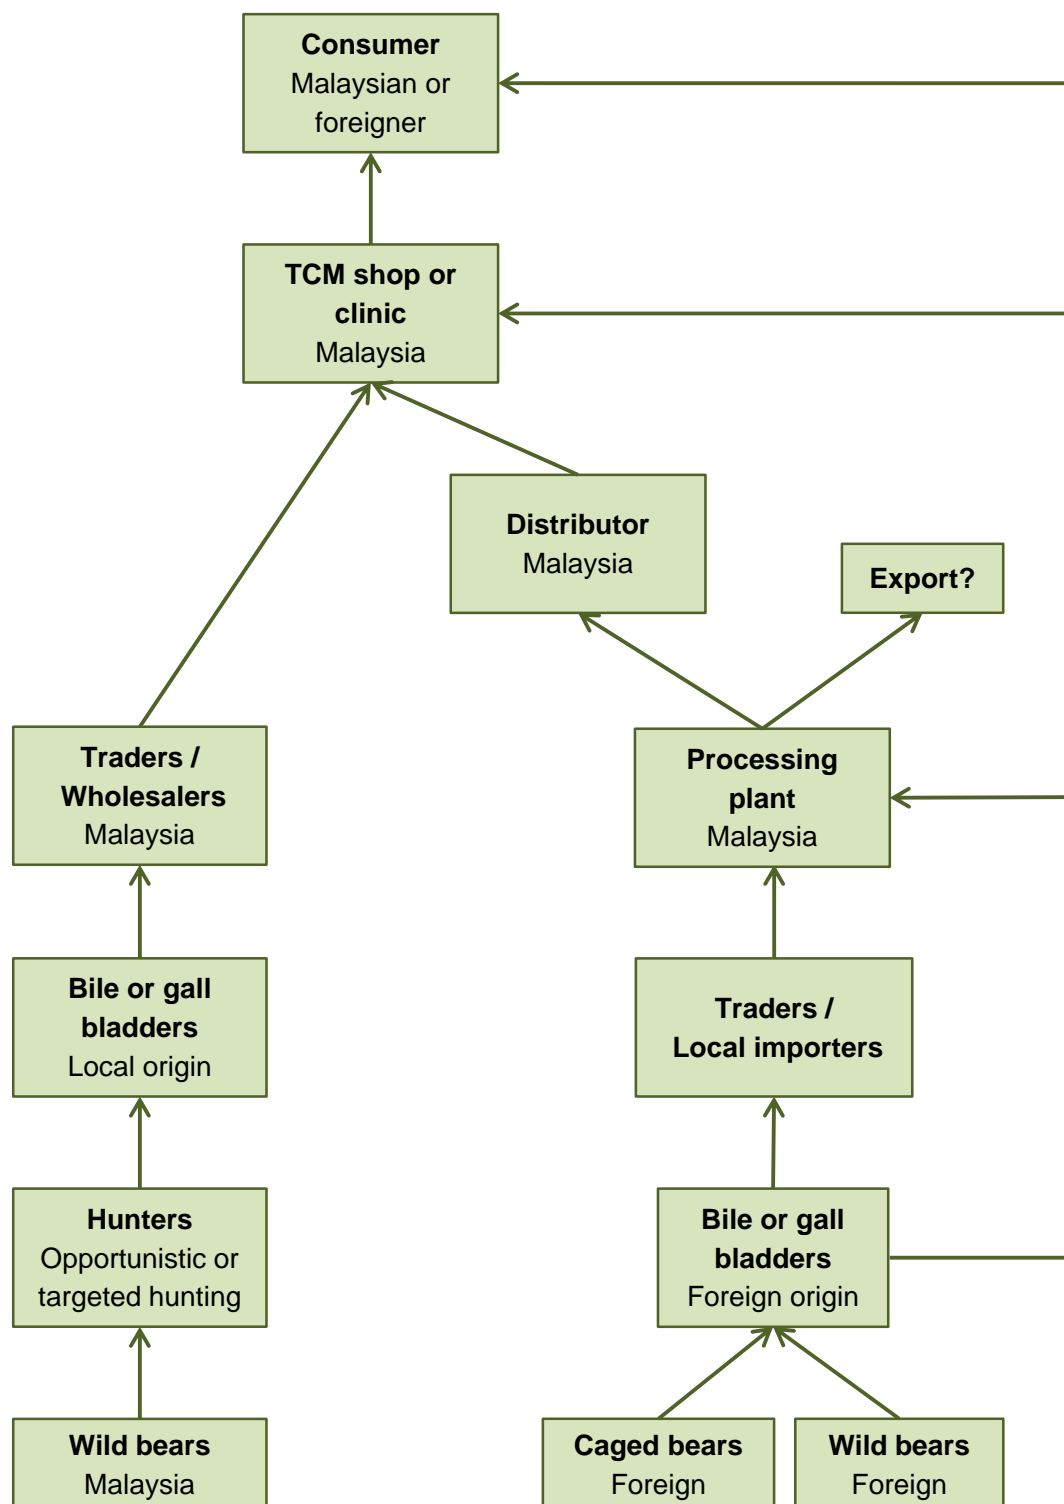 Consumer
Malaysian or
foreigner
TCM shop or
clinic
Malaysia
Distributor
Malaysia
Export?
Traders /
Wholesalers
Malaysia
Processing
plant
Malaysia
Bile or gall
bladders
Local origin
Traders /
Local importers
Hunters
Opportunistic or
targeted hunting
Bile or gall
bladders
Foreign origin
Wild bears
Malaysia
Caged bears
Foreign
Wild bears
Foreign